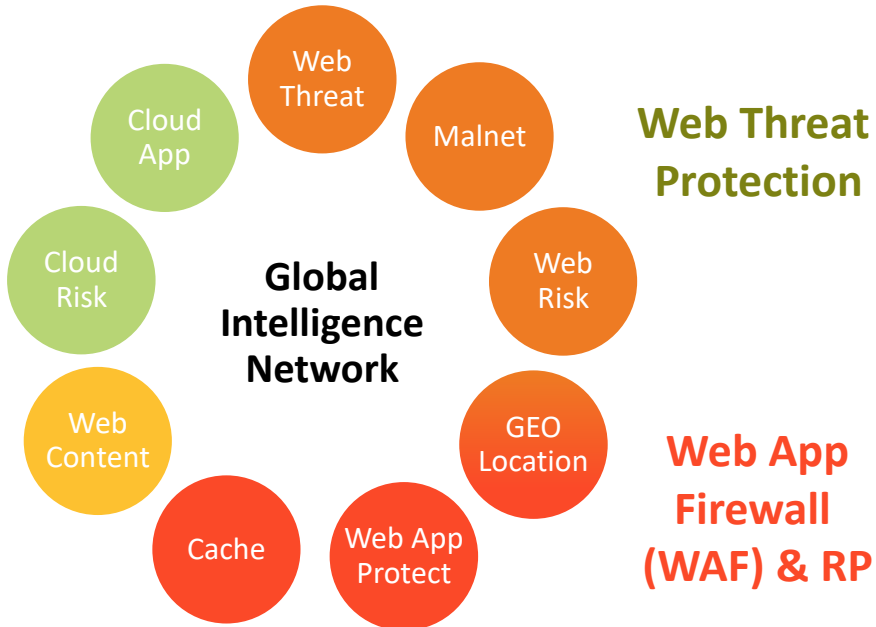 Web
Threat
Malnet
Web
Risk
GEO
Location
Web App
Protect
Cache
Web
Content
Cloud
Risk
Cloud
App
Global
Intelligence
Network
Web Threat
Protection
Web App
Firewall
(WAF) & RP